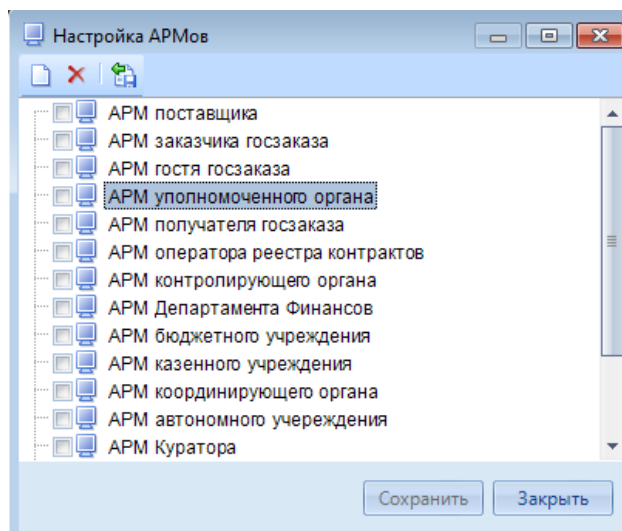 Настройка АРМов
АРМ поставщика
АРМ заказчика госзаказа
АРМ гостя госзаказа
АРМ уполномоченного органа
АРМ получателя госзаказа
АРМ оператора реестра контрактов
АРМ контролирующего органа
АРМ Департамента Финансов
АРМ бюджетного учреждения
АРМ казенного учреждения
АРМ координирующего органа
АРМ автономного учереждения
АРМ Куратора
Сохранить Закрыть